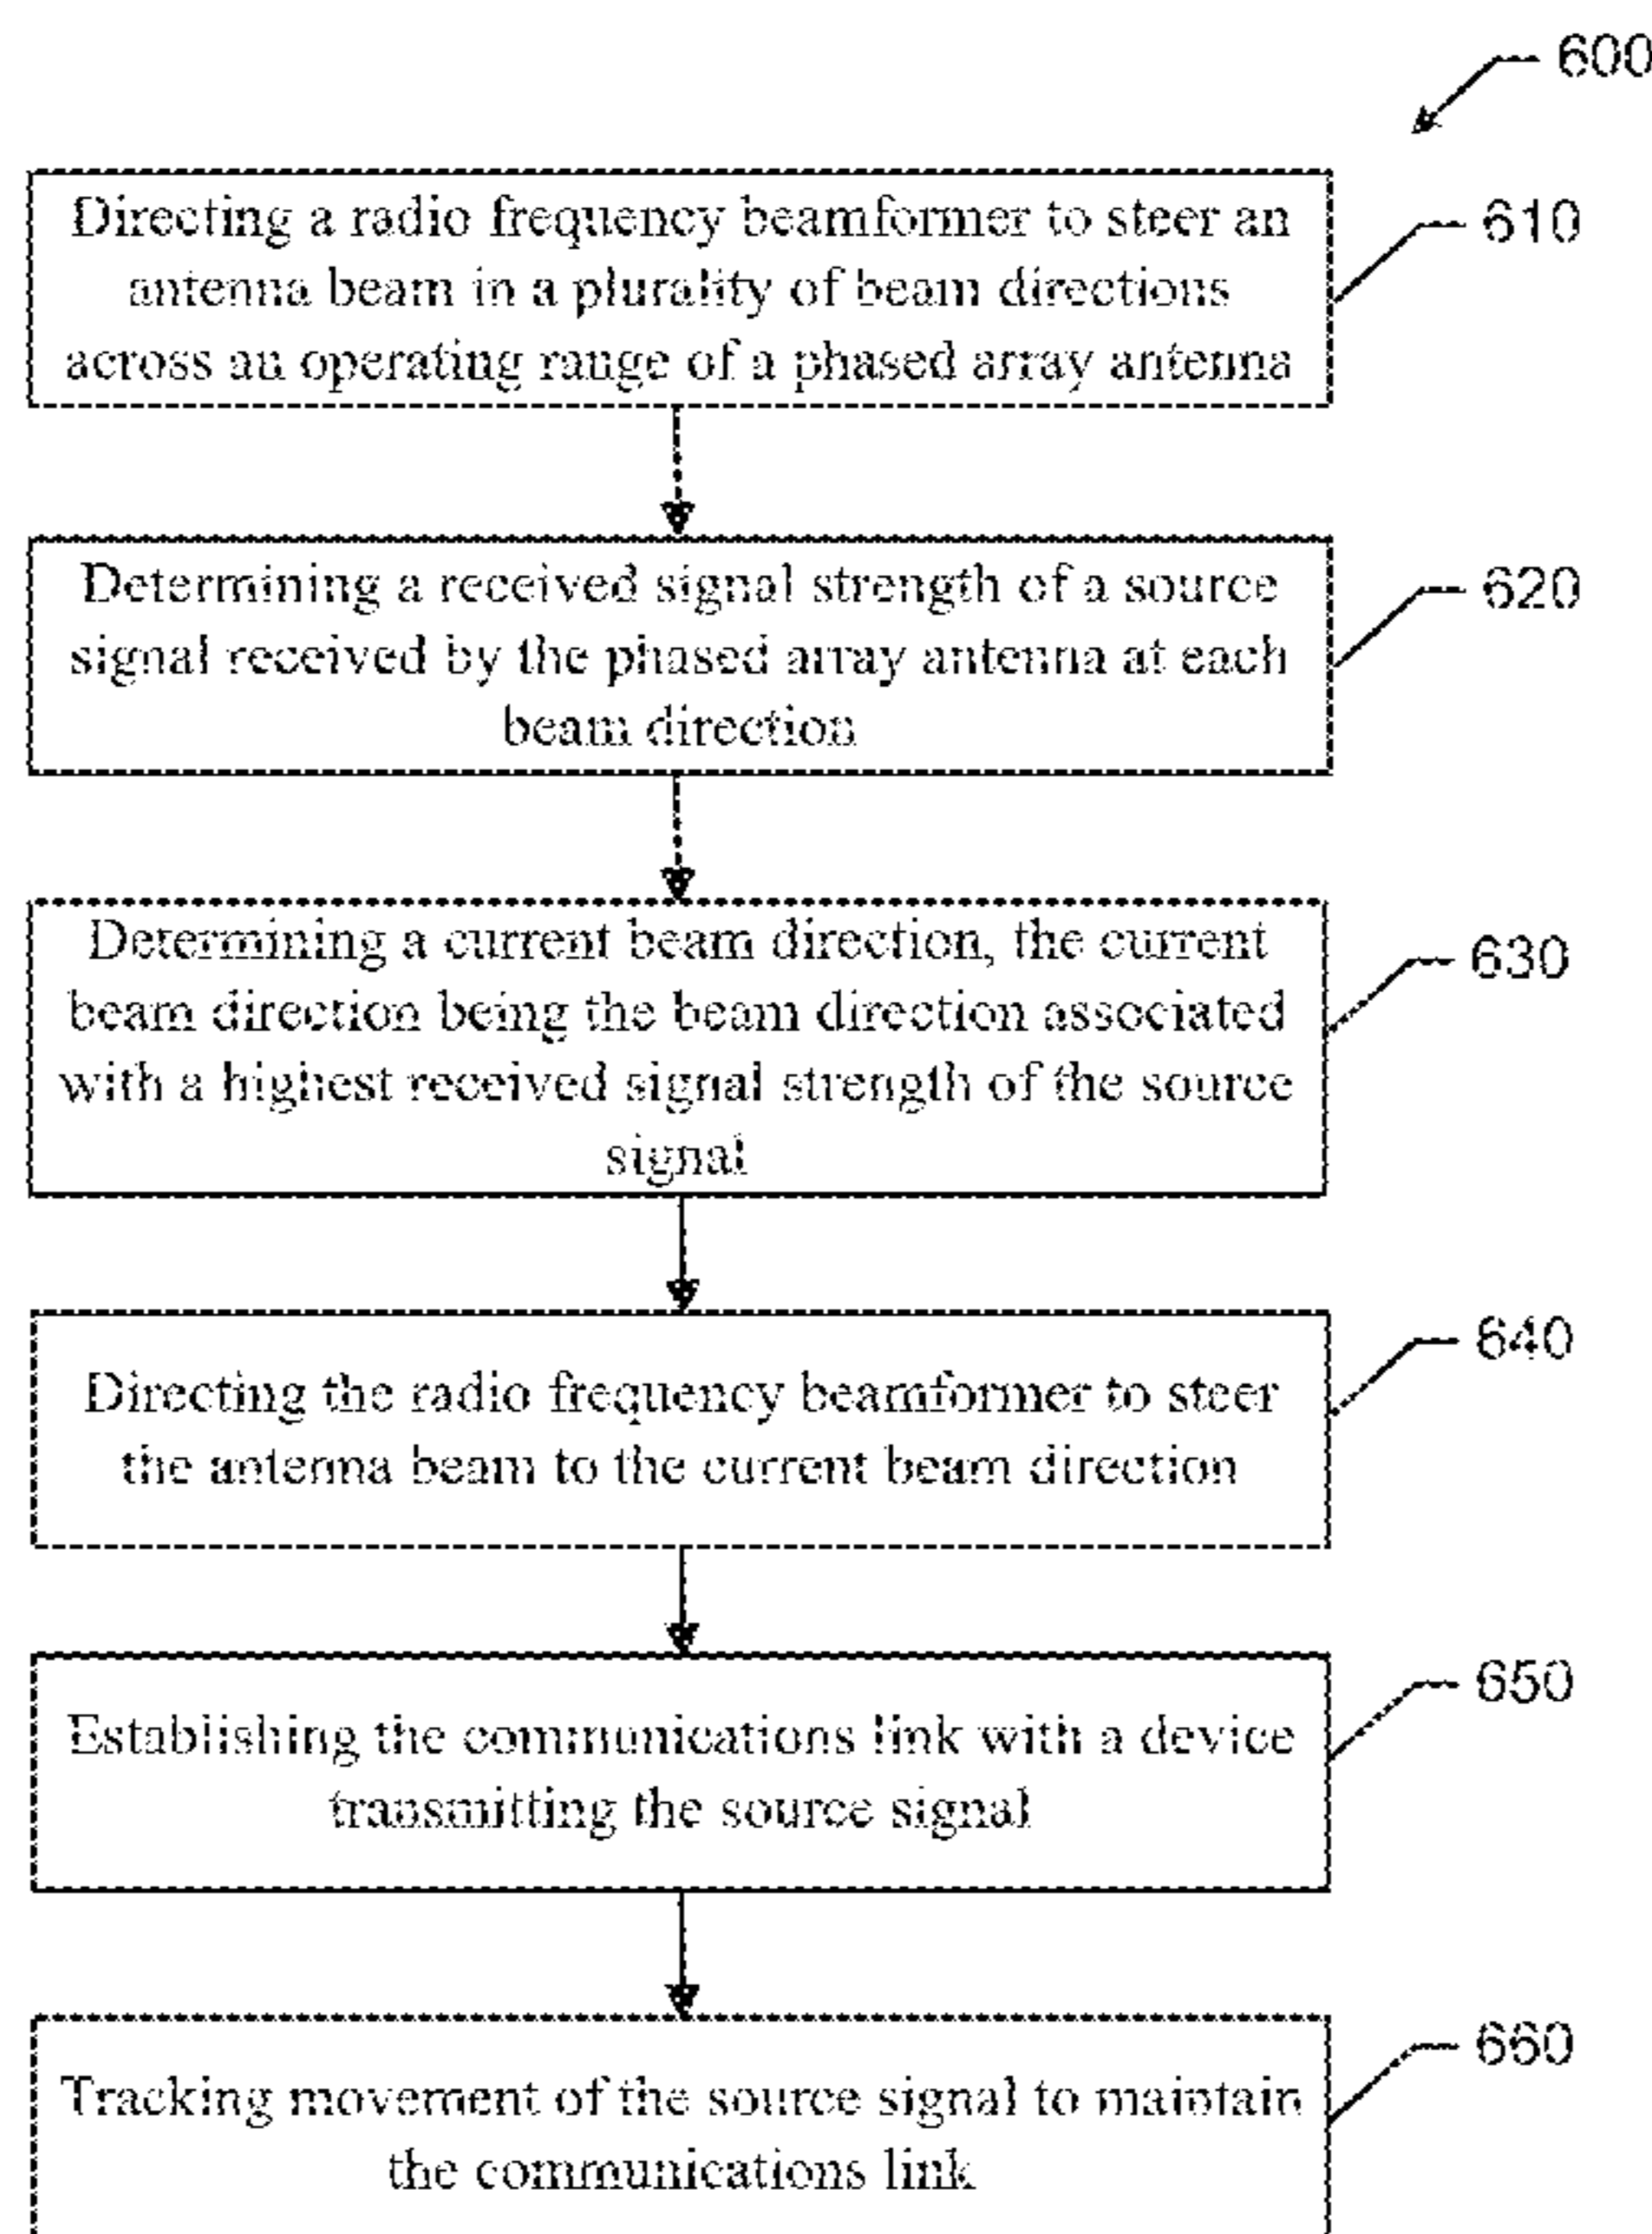 600
Directing a radio frequency beamformer to steer an
antenna beam in a plurality of beam directions
across an operating range of a phased array antenna
610
Determining a received signal strength of a source
signal received by the phased array antenna at each
beam direction
620
Determining a current beam direction, the current
beam direction being the beam direction associated
with a highest received signal strength of the source
signal
630
Directing the radio frequency beamformer to steer
the antenna beam to the current beam direction
640
Establishing the communications link with a device
transmitting the source signal
650
Tracking movement of the source signal to maintain
the communications link
660